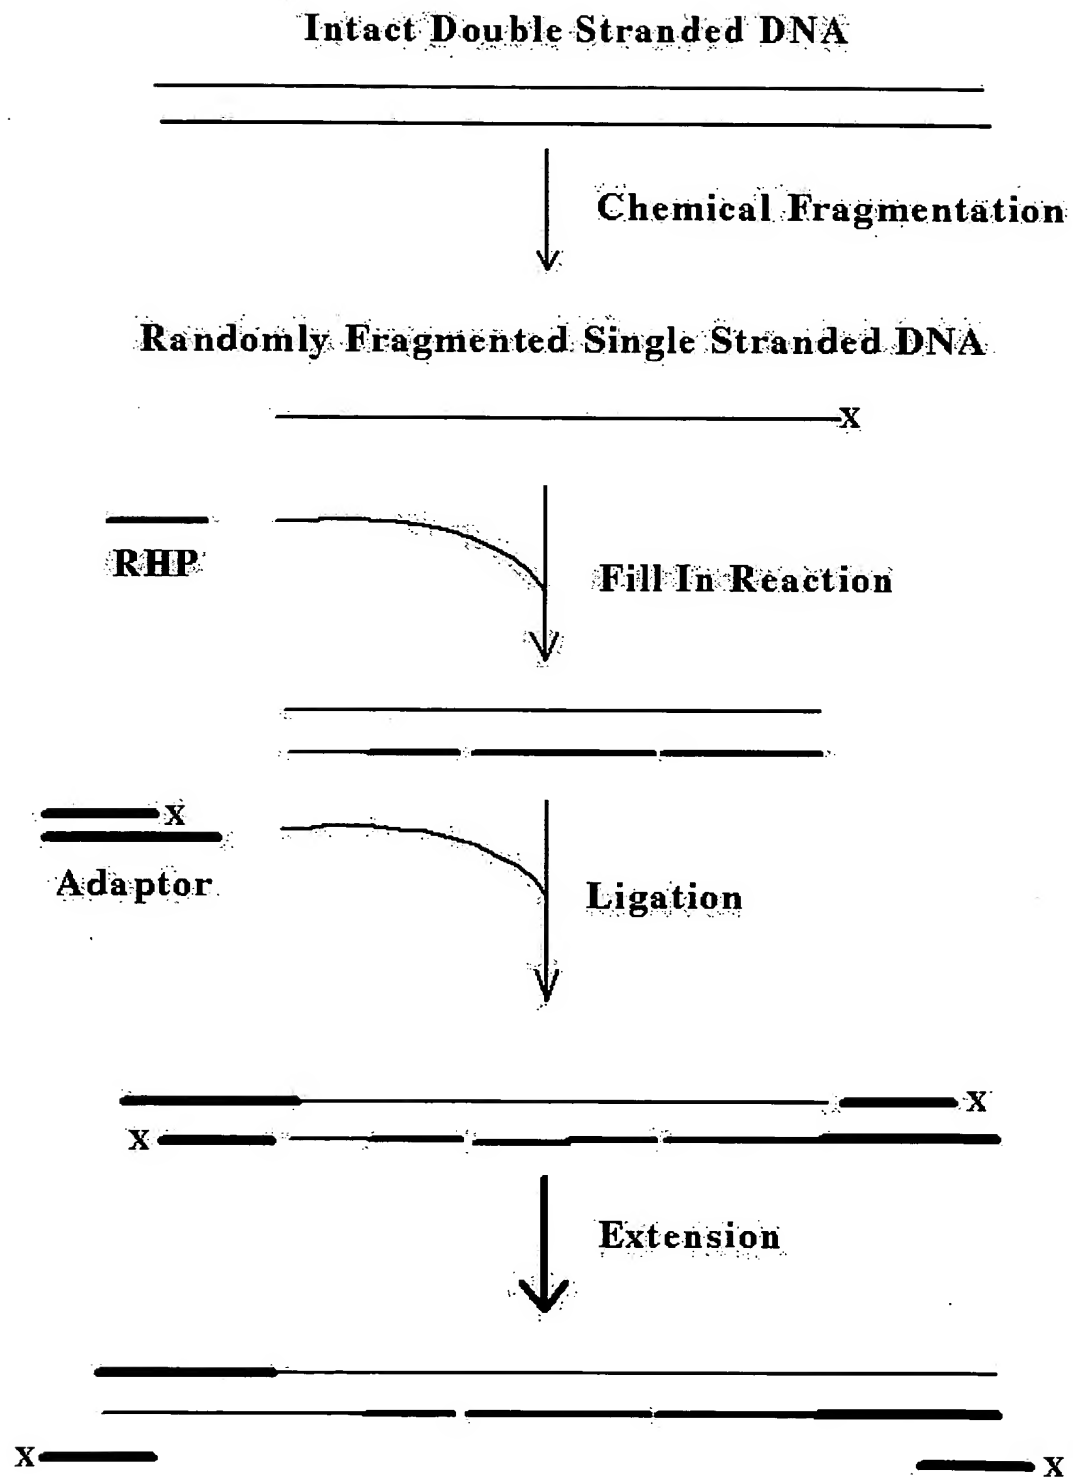 Intact Double Stranded DNA
Chemical Fragmentation
Randomly Fragmented Single Stranded DNA
X
RHP
Fill In Reaction
X
Adaptor
Ligation
X
X
Extension
X
X